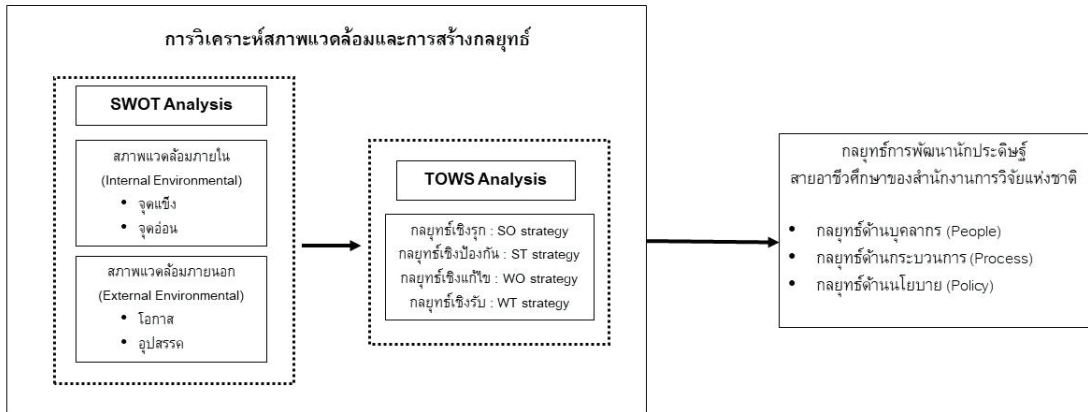 การวิเคราะห์สภาพแวดล้อมและการสร้างกลยุทธ์
SWOT Analysis
สภาพแวดล้อมภายใน
(Internal Environmental)
• จุดแข็ง
• จุดอ่อน
สภาพแวดล้อมภายนอก
(External Environmental)
• โอกาส
• อุปสรรค
TOWS Analysis
กลยุทธ์เชิงรุก : SO strategy
กลยุทธ์เชิงป้องกัน : ST strategy
กลยุทธ์เชิงแก้ไข : WO strategy
กลยุทธ์เชิงรับ : WT strategy
กลยุทธ์การพัฒนานักประดิษฐ์
สายอาชีวศึกษาของสำนักงานการวิจัยแห่งชาติ
• กลยุทธ์ด้านบุคลากร (People)
• กลยุทธ์ด้านกระบวนการ (Process)
• กลยุทธ์ด้านนโยบาย (Policy)